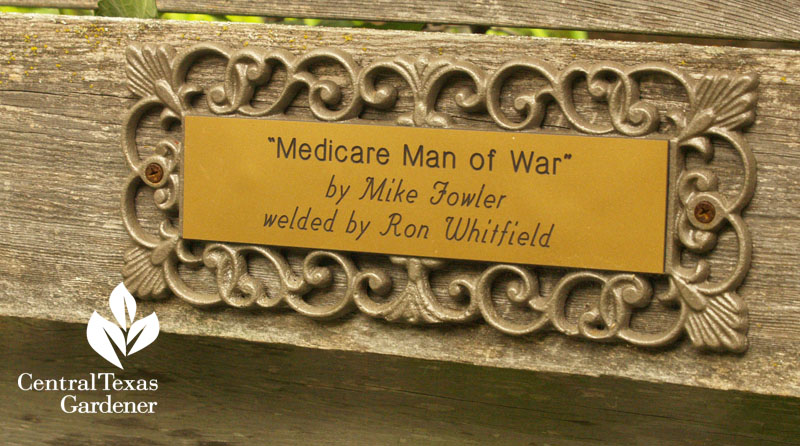 "Medicare Man of War"
by Mike Fowler
welded by Ron Whitfield
Central Texas
Gardener